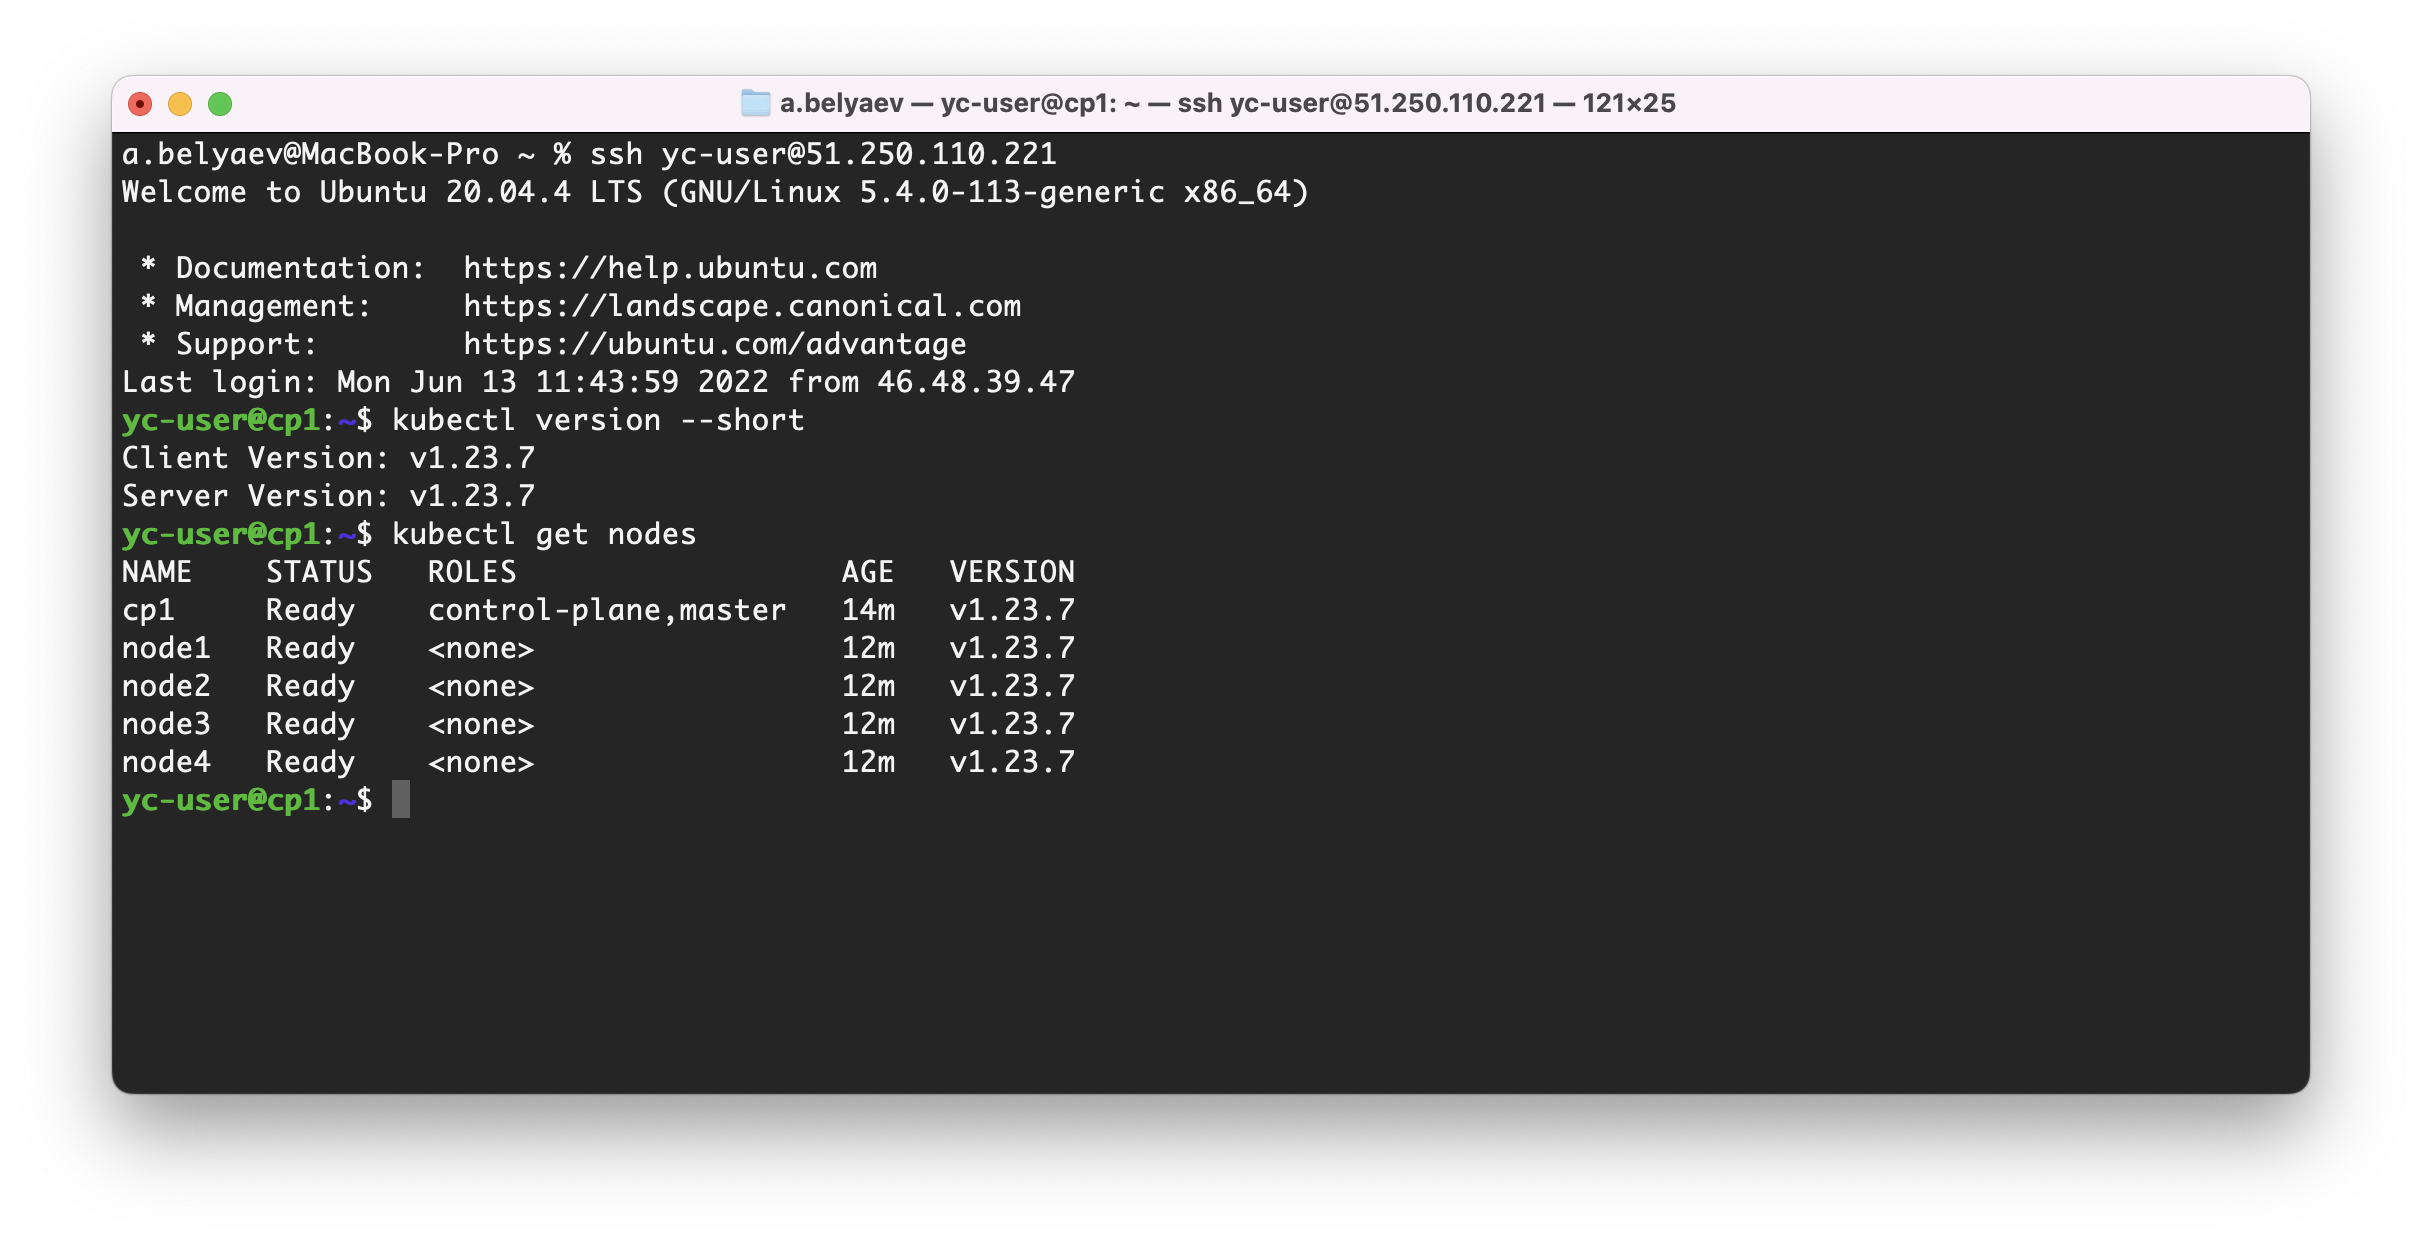 a.belyaev — yc-user@cp1: ~ — ssh yc-user@51.250.110.221 — 121×25
a.belyaev@MacBook-Pro ~ % ssh yc-user@51.250.110.221
Welcome to Ubuntu 20.04.4 LTS (GNU/Linux 5.4.0-113-generic x86_64)
 * Documentation:  https://help.ubuntu.com
 * Management:     https://landscape.canonical.com
 * Support:        https://ubuntu.com/advantage
Last login: Mon Jun 13 11:43:59 2022 from 46.48.39.47
yc-user@cp1:~$ kubectl version --short
Client Version: v1.23.7
Server Version: v1.23.7
yc-user@cp1:~$ kubectl get nodes
NAME    STATUS   ROLES                  AGE   VERSION
cp1     Ready    control-plane,master   14m   v1.23.7
node1   Ready    <none>                 12m   v1.23.7
node2   Ready    <none>                 12m   v1.23.7
node3   Ready    <none>                 12m   v1.23.7
node4   Ready    <none>                 12m   v1.23.7
yc-user@cp1:~$